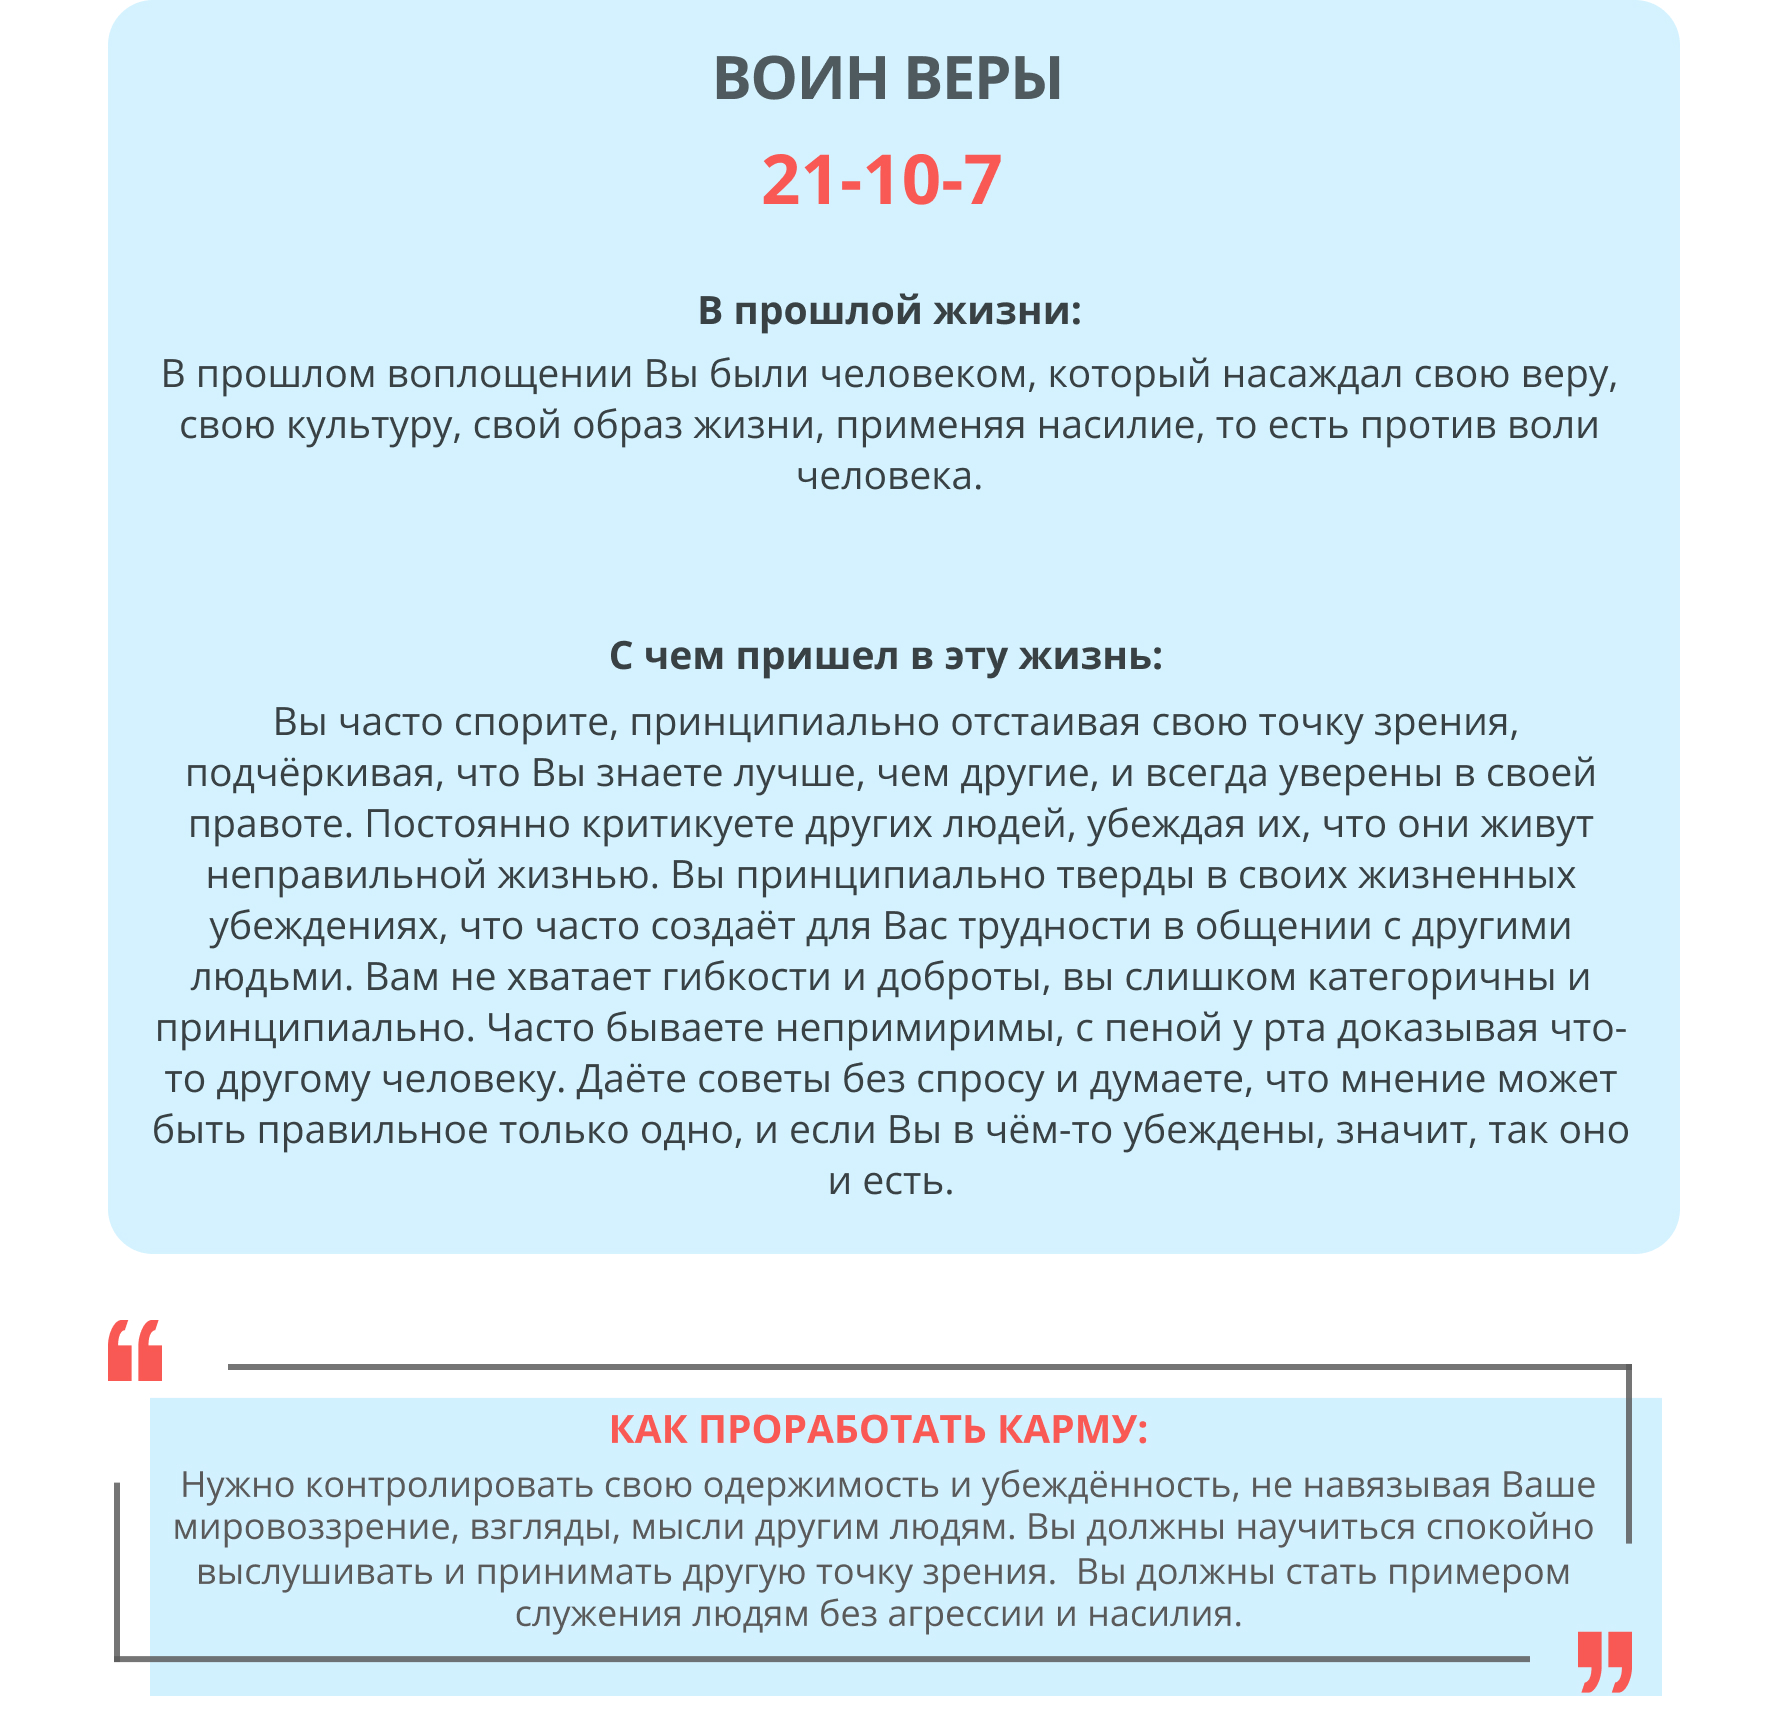 ВОИН ВЕРЫ
21-10-7
В прошлой жизни:
В прошлом воплощении Вы были человеком, который насаждал свою веру,
свою культуру, свой образ жизни, применяя насилие, то есть против воли
человека.
С чем пришел в эту жизнь:
Вы часто спорите, принципиально отстаивая свою точку зрения,
подчёркивая, что Вы знаете лучше, чем другие, и всегда уверены в своей
правоте. Постоянно критикуете других людей, убеждая их, что они живут
неправильной жизнью. Вы принципиально тверды в своих жизненных
убеждениях, что часто создаёт для Вас трудности в общении с другими
людьми. Вам не хватает гибкости и доброты, вы слишком категоричны и
принципиально. Часто бываете непримиримы, с пеной у рта доказывая что-
то другому человеку. Даёте советы без спросу и думаете, что мнение может
быть правильное только одно, и если Вы в чём-то убеждены, значит, так оно
и есть.
КАК ПРОРАБОТАТЬ КАРМУ:
Нужно контролировать свою одержимость и убеждённость, не навязывая Ваше
мировоззрение, взгляды, мысли другим людям. Вы должны научиться спокойно
выслушивать и принимать другую точку зрения.  Вы должны стать примером
служения людям без агрессии и насилия.